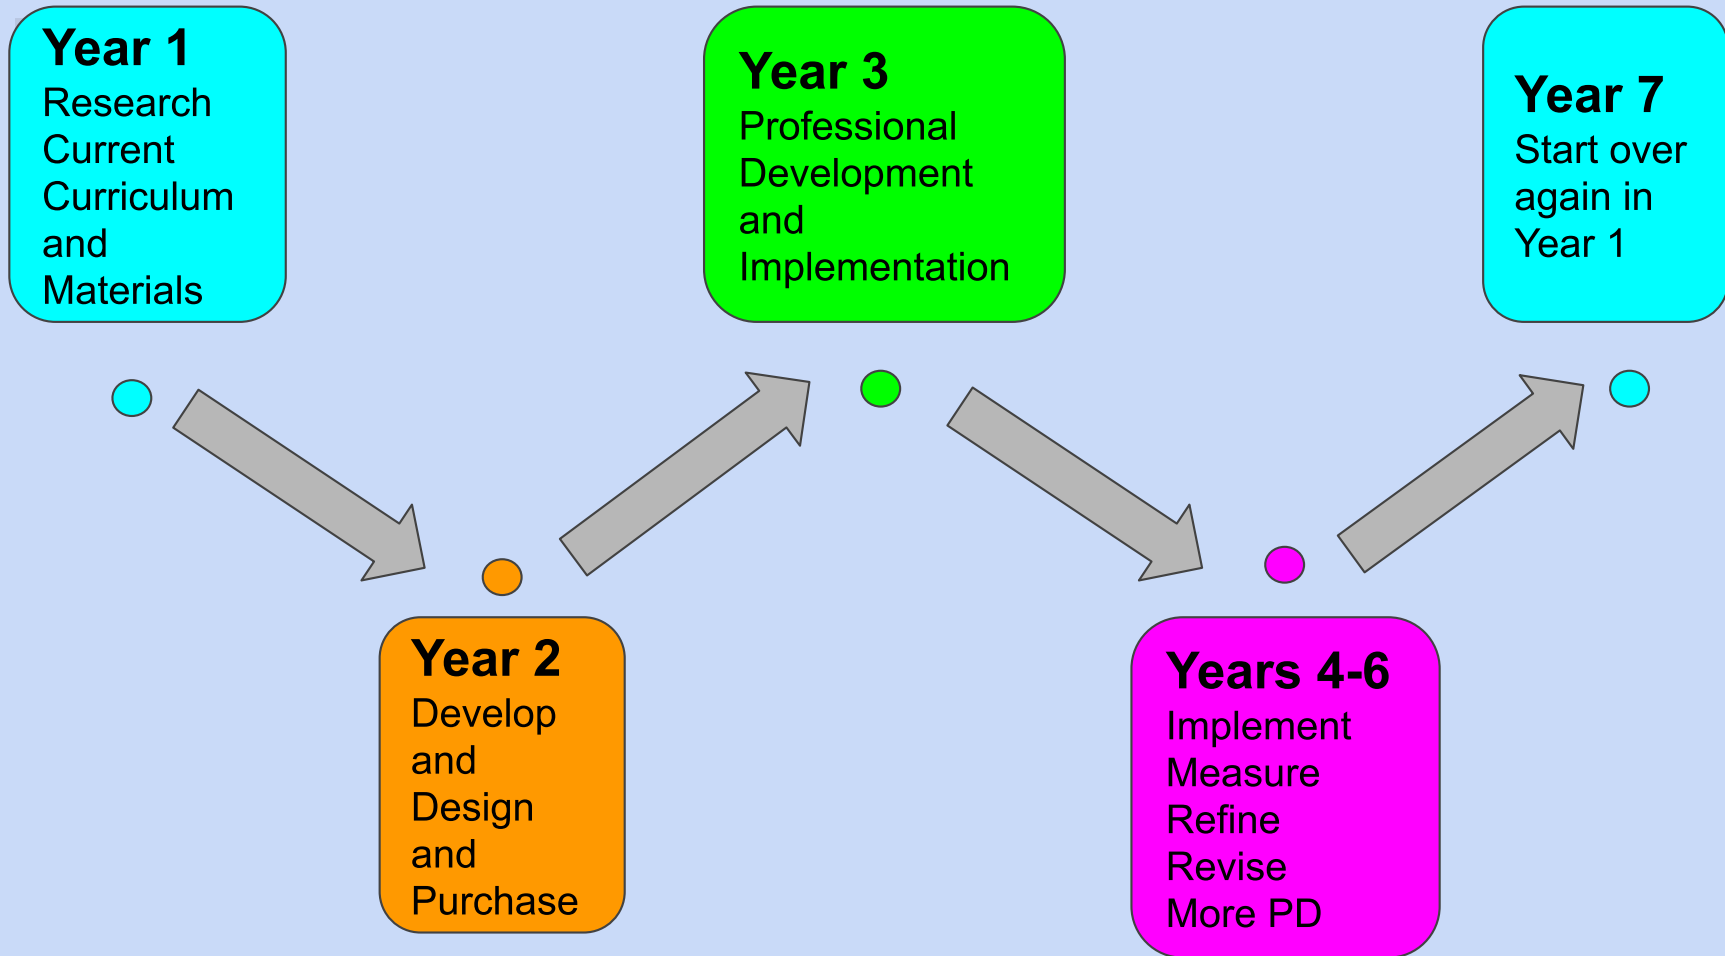 Year 1
Research
Current
Curriculum
and
Materials
Year 2
Develop
and
Design
and
Purchase
Year 3
Professional
Development
and
Implementation
Years 4-6
Implement
Measure
Refine
Revise
More PD
Year 7
Start over
again in
Year 1